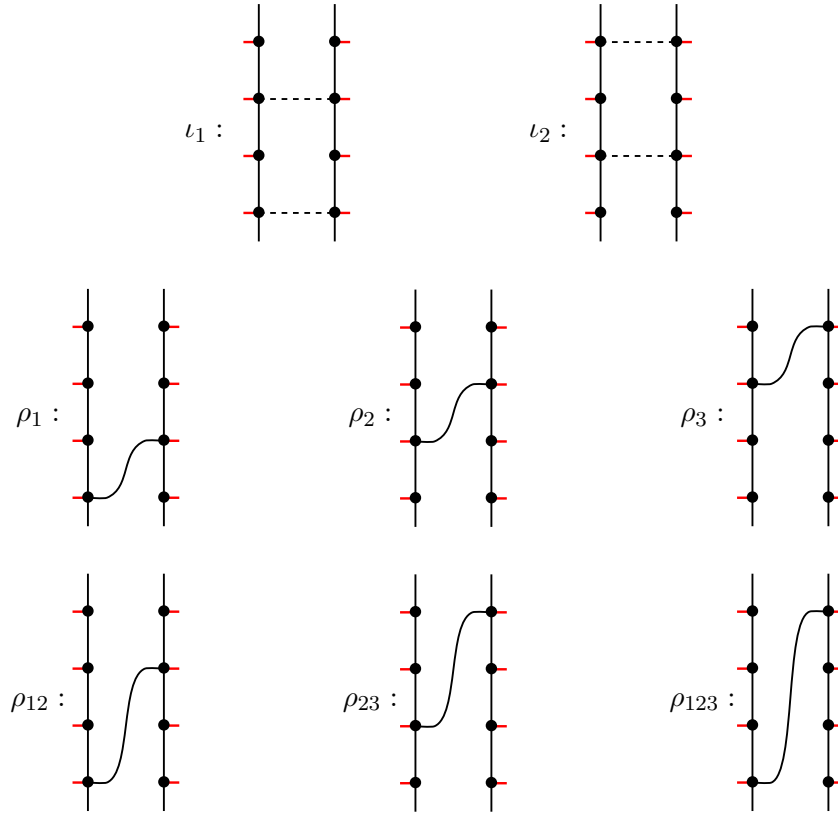 ι₁ : ι₂ :
ρ₁ : ρ₂ : ρ₃ :
ρ₁₂ : ρ₂₃ : ρ₁₂₃ :